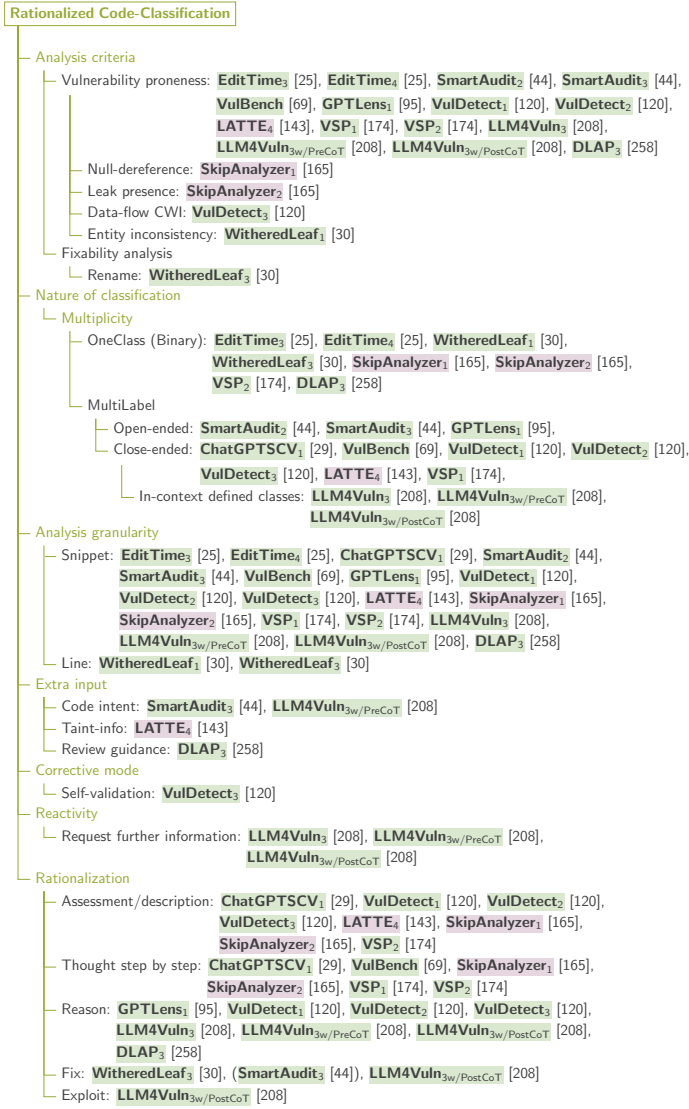 Rationalized Code-Classification
Analysis criteria
Vulnerability proneness: EditTime3 [25], EditTime4 [25], SmartAudit2 [44], SmartAudit3 [44],
VulBench [69], GPTLens1 [95], VulDetect1 [120], VulDetect2 [120],
LATTE4 [143], VSP1 [174], VSP2 [174], LLM4Vuln3 [208],
LLM4Vuln3w/PreCoT [208], LLM4Vuln3w/PostCoT [208], DLAP3 [258]
Null-dereference: SkipAnalyzer1 [165]
Leak presence: SkipAnalyzer2 [165]
Data-flow CWI: VulDetect3 [120]
Entity inconsistency: WitheredLeaf1 [30]
Fixability analysis
Rename: WitheredLeaf3 [30]
Nature of classification
Multiplicity
OneClass (Binary): EditTime3 [25], EditTime4 [25], WitheredLeaf1 [30],
WitheredLeaf3 [30], SkipAnalyzer1 [165], SkipAnalyzer2 [165],
VSP2 [174], DLAP3 [258]
MultiLabel
Open-ended: SmartAudit2 [44], SmartAudit3 [44], GPTLens1 [95],
Close-ended: ChatGPTSCV1 [29], VulBench [69], VulDetect1 [120], VulDetect2 [120],
VulDetect3 [120], LATTE4 [143], VSP1 [174],
In-context defined classes: LLM4Vuln3 [208], LLM4Vuln3w/PreCoT [208],
LLM4Vuln3w/PostCoT [208]
Analysis granularity
Snippet: EditTime3 [25], EditTime4 [25], ChatGPTSCV1 [29], SmartAudit2 [44],
SmartAudit3 [44], VulBench [69], GPTLens1 [95], VulDetect1 [120],
VulDetect2 [120], VulDetect3 [120], LATTE4 [143], SkipAnalyzer1 [165],
SkipAnalyzer2 [165], VSP1 [174], VSP2 [174], LLM4Vuln3 [208],
LLM4Vuln3w/PreCoT [208], LLM4Vuln3w/PostCoT [208], DLAP3 [258]
Line: WitheredLeaf1 [30], WitheredLeaf3 [30]
Extra input
Code intent: SmartAudit3 [44], LLM4Vuln3w/PreCoT [208]
Taint-info: LATTE4 [143]
Review guidance: DLAP3 [258]
Corrective mode
Self-validation: VulDetect3 [120]
Reactivity
Request further information: LLM4Vuln3 [208], LLM4Vuln3w/PreCoT [208],
LLM4Vuln3w/PostCoT [208]
Rationalization
Assessment/description: ChatGPTSCV1 [29], VulDetect1 [120], VulDetect2 [120],
VulDetect3 [120], LATTE4 [143], SkipAnalyzer1 [165],
SkipAnalyzer2 [165], VSP2 [174]
Thought step by step: ChatGPTSCV1 [29], VulBench [69], SkipAnalyzer1 [165],
SkipAnalyzer2 [165], VSP1 [174], VSP2 [174]
Reason: GPTLens1 [95], VulDetect1 [120], VulDetect2 [120], VulDetect3 [120],
LLM4Vuln3 [208], LLM4Vuln3w/PreCoT [208], LLM4Vuln3w/PostCoT [208],
DLAP3 [258]
Fix: WitheredLeaf3 [30], (SmartAudit3 [44]), LLM4Vuln3w/PostCoT [208]
Exploit: LLM4Vuln3w/PostCoT [208]